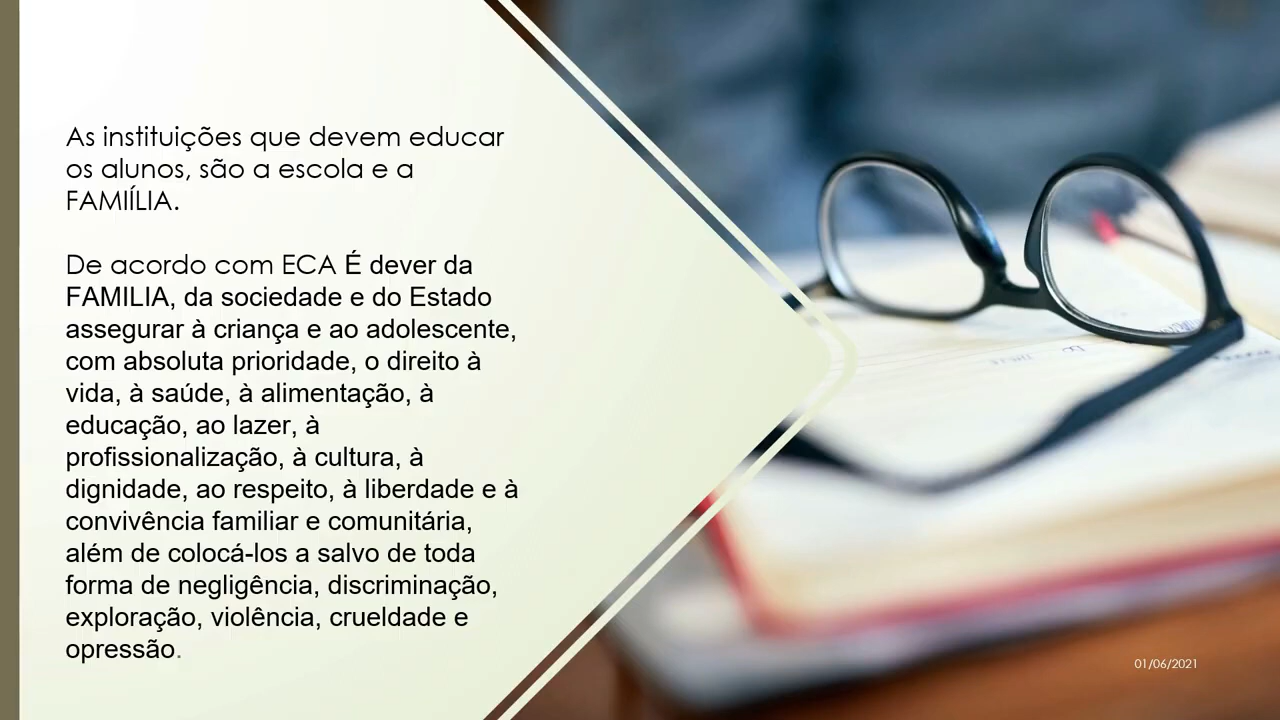 As instituições que devem educar
os alunos, são a escola e a
FAMIÍLIA.
De acordo com ECA É dever da
FAMILIA, da sociedade e do Estado
assegurar à criança e ao adolescente,
com absoluta prioridade, o direito à
vida, à saúde, à alimentação, à
educação, ao lazer, à
profissionalização, à cultura, à
dignidade, ao respeito, à liberdade e à
convivência familiar e comunitária,
além de colocá-los a salvo de toda
forma de negligência, discriminação,
exploração, violência, crueldade e
opressão.
01/06/2021